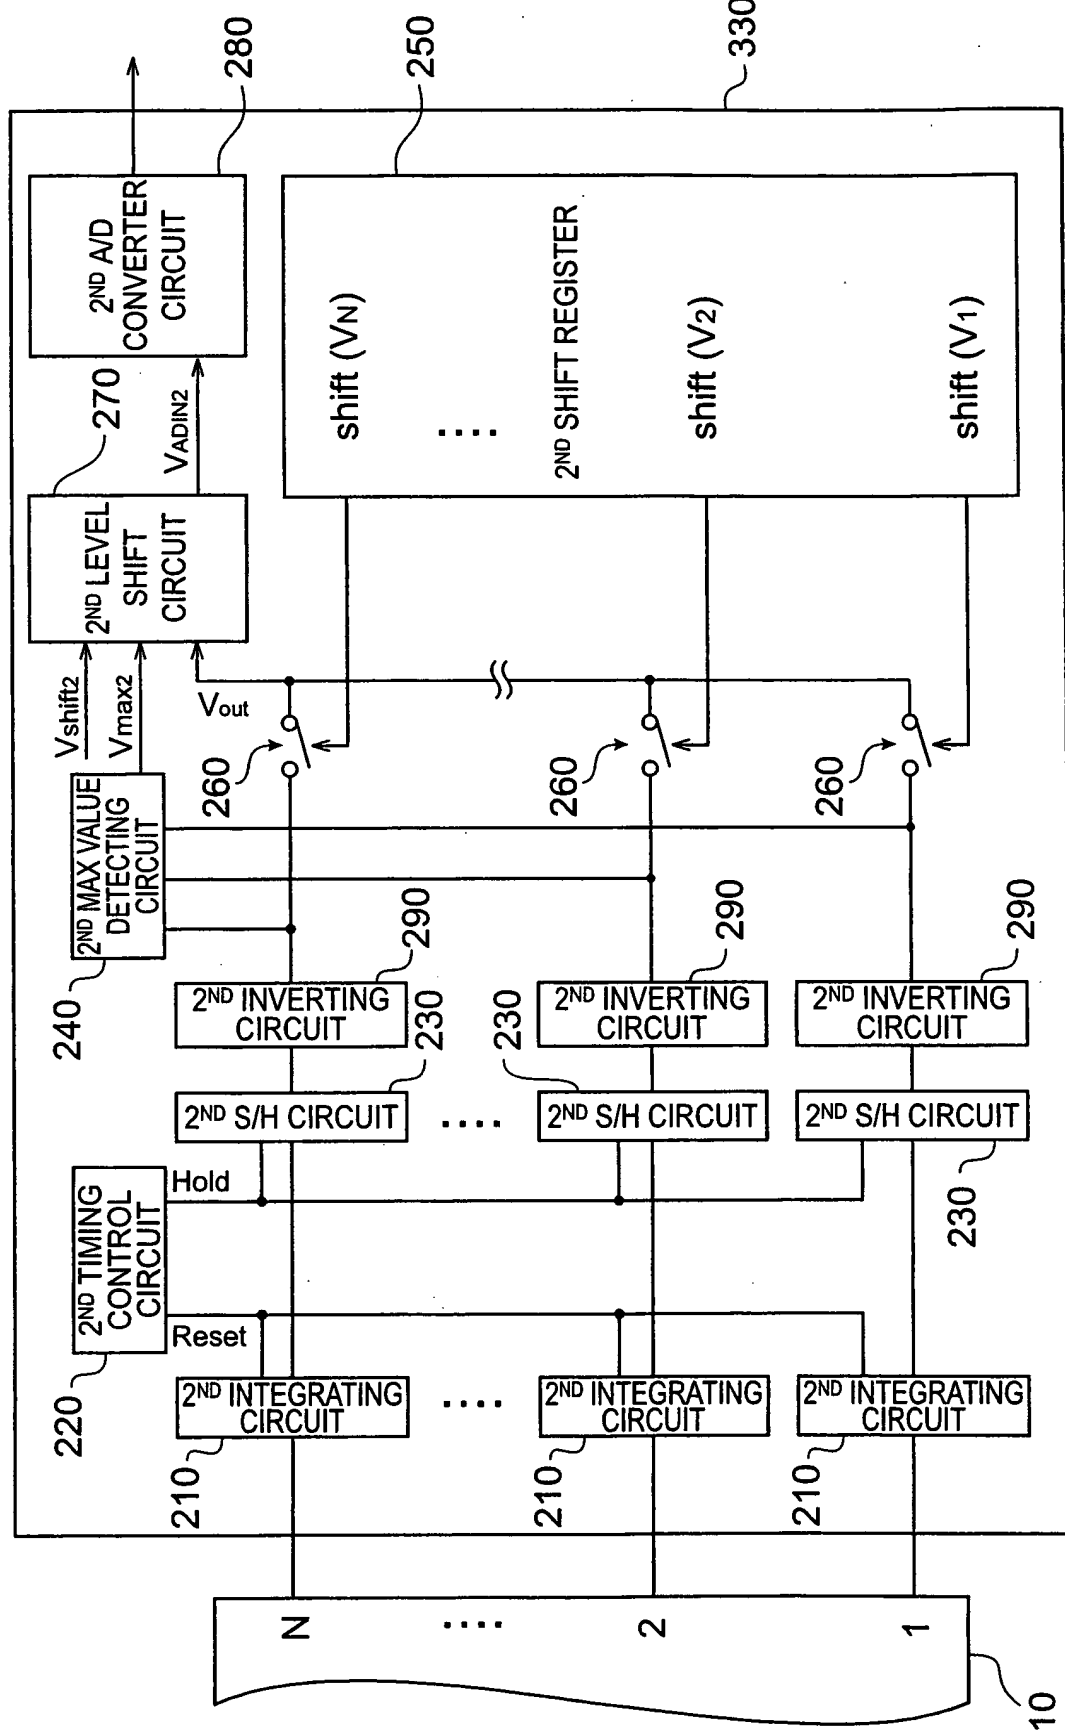 280
250
330
2ND A/D
CONVERTER
CIRCUIT
270
VADIN2
2ND LEVEL
SHIFT
CIRCUIT
Vshift2
Vmax2
Vout
shift (VN)
....
2ND SHIFT REGISTER
shift (V2)
shift (V1)
260
260
260
2ND MAX VALUE
DETECTING
CIRCUIT
240
290
290
290
2ND INVERTING
CIRCUIT
2ND INVERTING
CIRCUIT
2ND INVERTING
CIRCUIT
230
230
2ND S/H CIRCUIT
....
2ND S/H CIRCUIT
2ND S/H CIRCUIT
230
2ND TIMING
CONTROL
CIRCUIT
Hold
Reset
220
2ND INTEGRATING
CIRCUIT
....
2ND INTEGRATING
CIRCUIT
2ND INTEGRATING
CIRCUIT
210
210
210
N
....
2
1
10